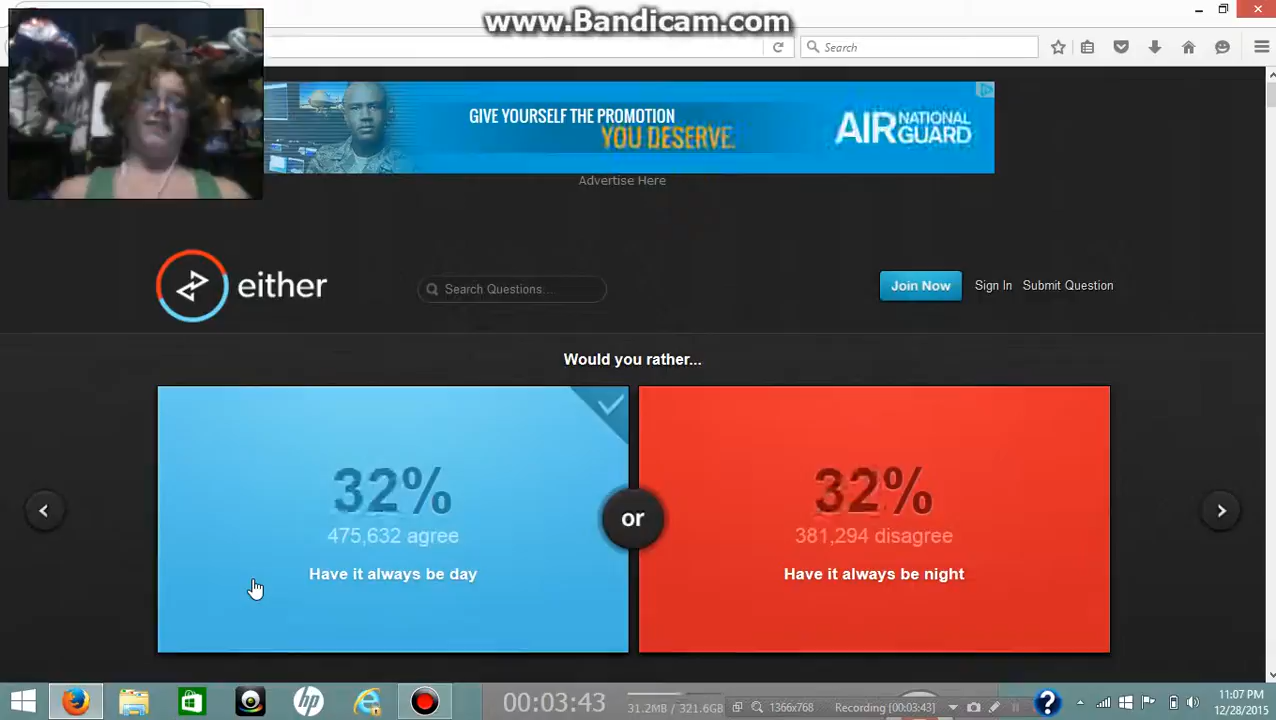 www.Bandicam.com
Search
GIVE YOURSELF THE PROMOTION
YOU DESERVE.
AIR NATIONAL GUARD
Advertise Here
either
Search Questions...
Join Now
Sign In
Submit Question
Would you rather...
32%
475,632 agree
Have it always be day
or
32%
381,294 disagree
Have it always be night
hp
00:03:43
31.2MB / 321.6GB
1366x768
Recording [00:03:43]
?
11:07 PM
12/28/2015